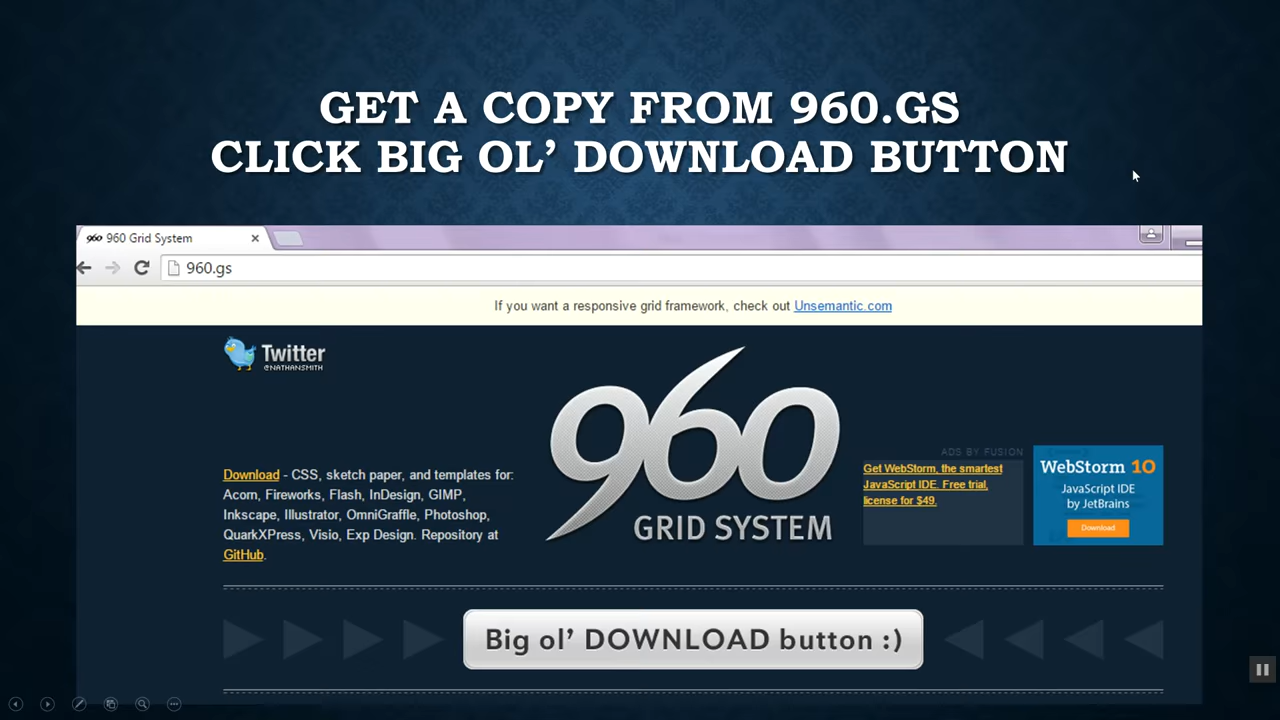 GET A COPY FROM 960.GS
CLICK BIG OL’ DOWNLOAD BUTTON
960 960 Grid System
960.gs
If you want a responsive grid framework, check out Unsemantic.com
Twitter
@NATHANSMITH
960
GRID SYSTEM
Download - CSS, sketch paper, and templates for:
Acorn, Fireworks, Flash, InDesign, GIMP,
Inkscape, Illustrator, OmniGraffle, Photoshop,
QuarkXPress, Visio, Exp Design. Repository at
GitHub.
ADS BY FUSION
Get WebStorm, the smartest
JavaScript IDE. Free trial,
license for $49.
WebStorm 10
JavaScript IDE
by JetBrains
Download
Big ol’ DOWNLOAD button :)